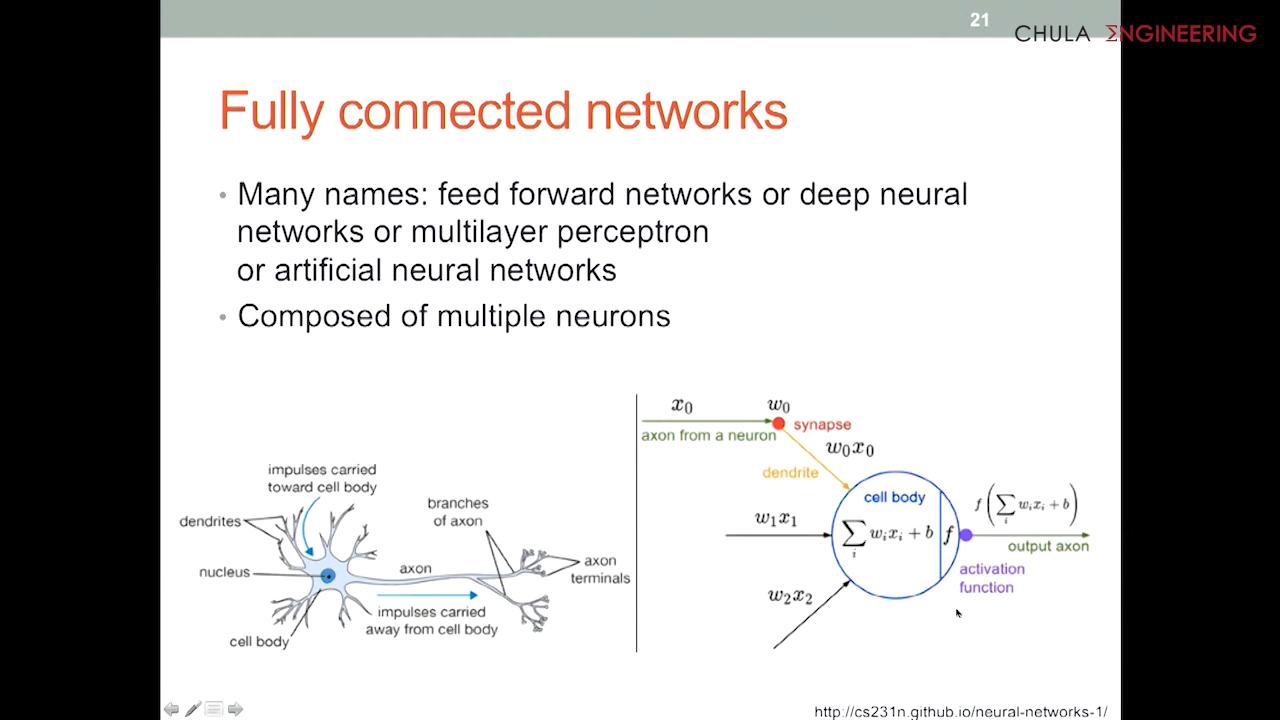 21
CHULA ΣNGINEERING
Fully connected networks
• Many names: feed forward networks or deep neural
networks or multilayer perceptron
or artificial neural networks
• Composed of multiple neurons
impulses carried
toward cell body
dendrites
nucleus
cell body
axon
impulses carried
away from cell body
branches
of axon
axon
terminals
x₀
w₀
synapse
axon from a neuron
w₀x₀
dendrite
cell body
w₁x₁
∑ᵢ wᵢxᵢ + b
f
f(∑ᵢ wᵢxᵢ + b)
output axon
activation
function
w₂x₂
http://cs231n.github.io/neural-networks-1/